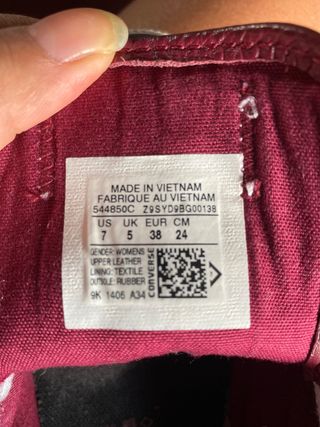 MADE IN VIETNAM
FABRIQUE AU VIETNAM
544850C Z9SYD9BG00138
US UK EUR CM
7 5 38 24
GENDER: WOMENS
UPPER: LEATHER
LINING: TEXTILE
OUTSOLE: RUBBER
9K 1406 A34
CONVERSE